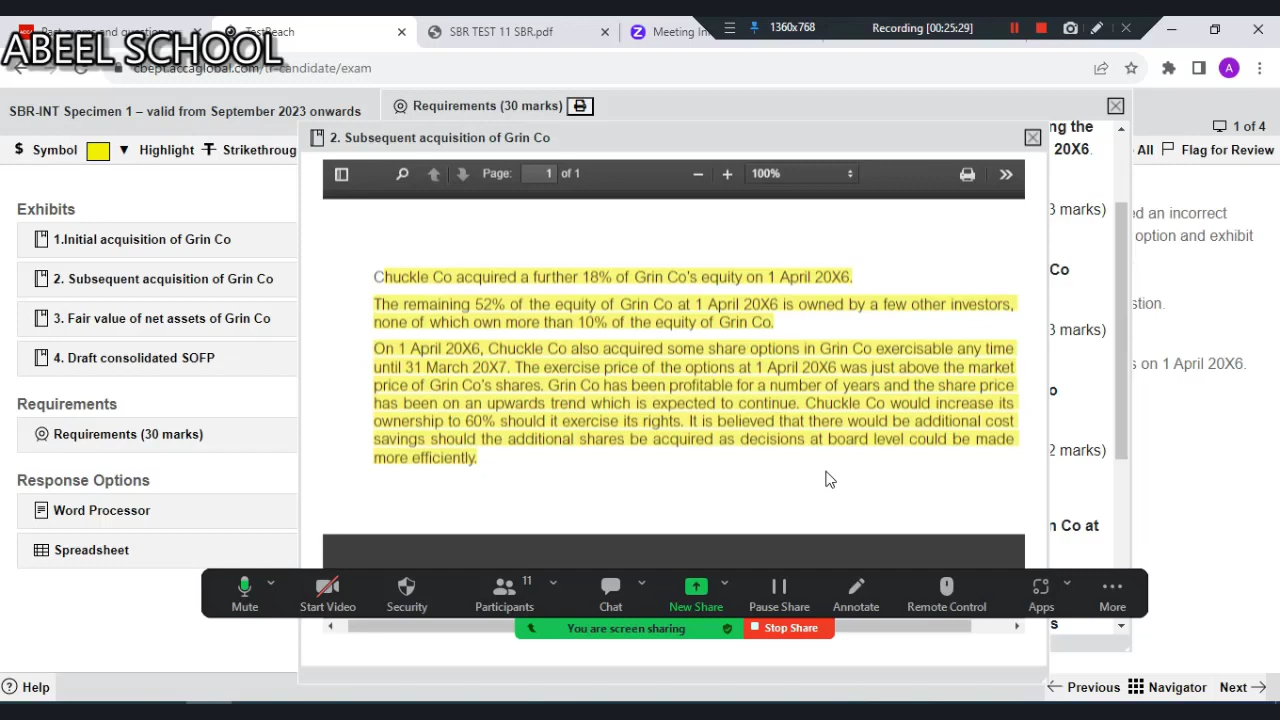 ABEEL SCHOOL
TestReach
SBR TEST 11 SBR.pdf
Meeting In
1360x768
Recording [00:25:29]
cbept.accaglobal.com/tr-candidate/exam
A
SBR-INT Specimen 1 – valid from September 2023 onwards
Requirements (30 marks)
1 of 4
$ Symbol
Highlight
Strikethroug
All
Flag for Review
2. Subsequent acquisition of Grin Co
Page: 1 of 1
100%
Exhibits
1.Initial acquisition of Grin Co
2. Subsequent acquisition of Grin Co
3. Fair value of net assets of Grin Co
4. Draft consolidated SOFP
Requirements
Requirements (30 marks)
Response Options
Word Processor
Spreadsheet
Chuckle Co acquired a further 18% of Grin Co's equity on 1 April 20X6.
The remaining 52% of the equity of Grin Co at 1 April 20X6 is owned by a few other investors,
none of which own more than 10% of the equity of Grin Co.
On 1 April 20X6, Chuckle Co also acquired some share options in Grin Co exercisable any time
until 31 March 20X7. The exercise price of the options at 1 April 20X6 was just above the market
price of Grin Co's shares. Grin Co has been profitable for a number of years and the share price
has been on an upwards trend which is expected to continue. Chuckle Co would increase its
ownership to 60% should it exercise its rights. It is believed that there would be additional cost
savings should the additional shares be acquired as decisions at board level could be made
more efficiently.
ng the
20X6.
3 marks)
Co
3 marks)
o
2 marks)
n Co at
s
ed an incorrect
option and exhibit
stion.
s on 1 April 20X6.
Mute
Start Video
Security
Participants
11
Chat
New Share
Pause Share
Annotate
Remote Control
Apps
More
You are screen sharing
Stop Share
Help
Previous
Navigator
Next